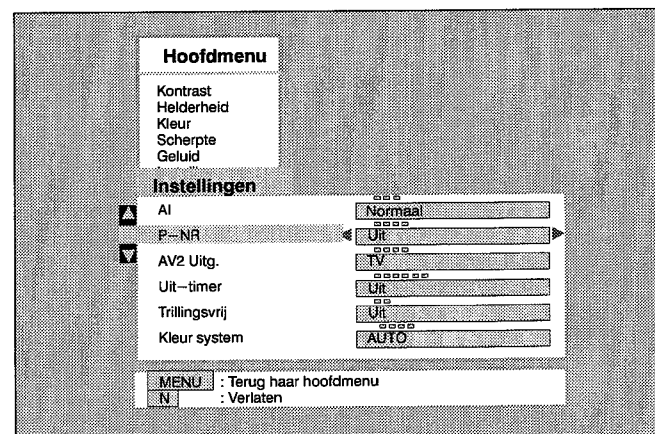 Hoofdmenu
Kontrast
Helderheid
Kleur
Scherpte
Geluid
Instellingen
AI Normaal
P-NR Uit
AV2 Uitg. TV
Uit-timer Uit
Trillingsvrij Uit
Kleur system AUTO
MENU : Terug haar hoofdmenu
N : Verlaten